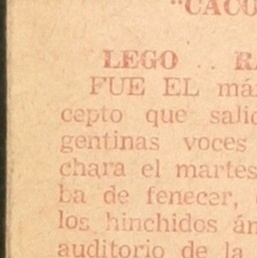 "CACO
LEGO . . R
FUE EL má
cepto que salió
gentinas voces
chara el martes
ba de fenecer,
los hinchidos án
auditorio de la